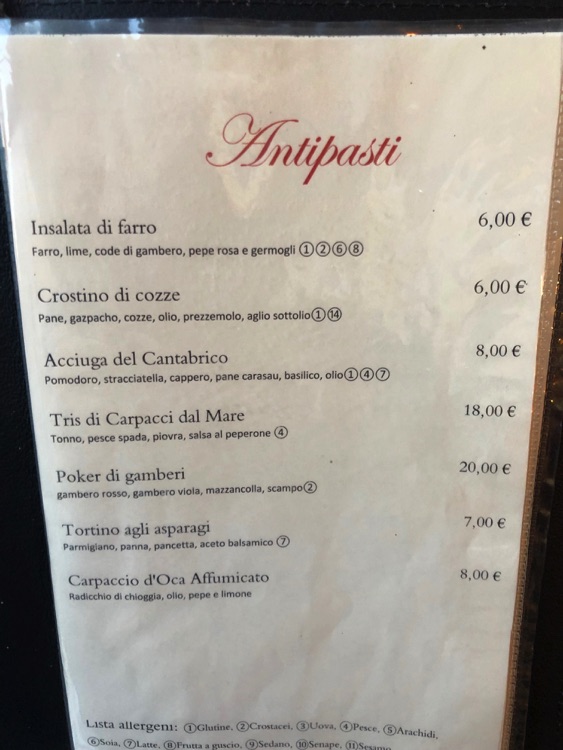 Antipasti
Insalata di farro 6,00 €
Farro, lime, code di gambero, pepe rosa e germogli ①②⑥⑧
Crostino di cozze 6,00 €
Pane, gazpacho, cozze, olio, prezzemolo, aglio sottolio①⑭
Acciuga del Cantabrico 8,00 €
Pomodoro, stracciatella, cappero, pane carasau, basilico, olio①④⑦
Tris di Carpacci dal Mare 18,00 €
Tonno, pesce spada, piovra, salsa al peperone ④
Poker di gamberi 20,00 €
gambero rosso, gambero viola, mazzancolla, scampo②
Tortino agli asparagi 7,00 €
Parmigiano, panna, pancetta, aceto balsamico ⑦
Carpaccio d'Oca Affumicato 8,00 €
Radicchio di chioggia, olio, pepe e limone
Lista allergeni: ①Glutine, ②Crostacei, ③Uova, ④Pesce, ⑤Arachidi,
⑥Soia, ⑦Latte, ⑧Frutta a guscio, ⑨Sedano, ⑩Senape, ⑪Sesamo